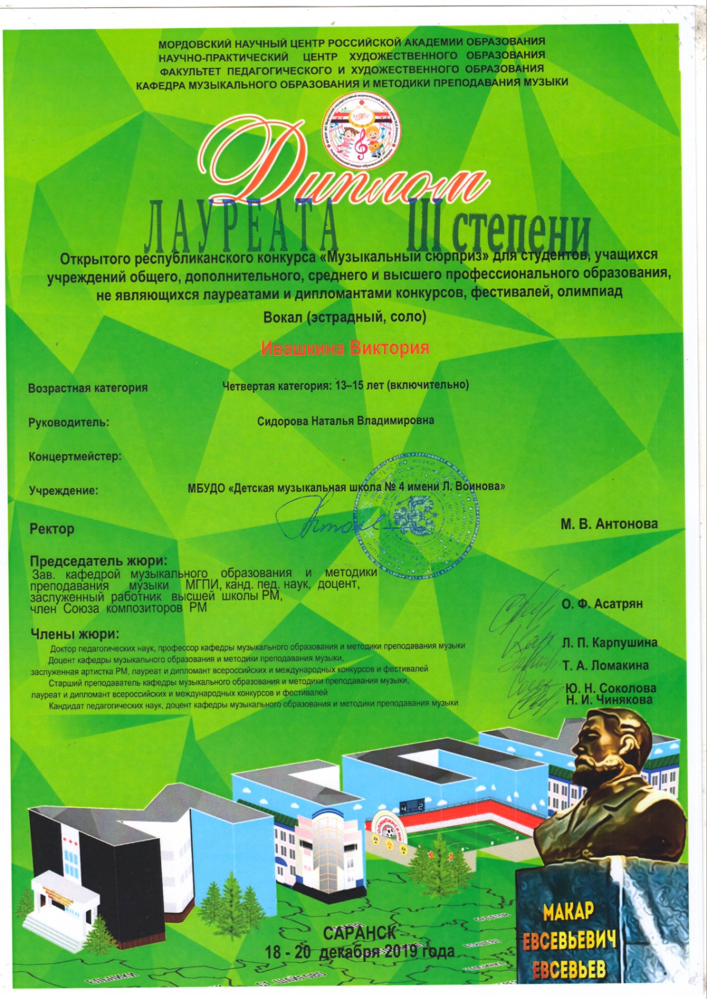 МОРДОВСКИЙ НАУЧНЫЙ ЦЕНТР РОССИЙСКОЙ АКАДЕМИИ ОБРАЗОВАНИЯ
НАУЧНО-ПРАКТИЧЕСКИЙ ЦЕНТР ХУДОЖЕСТВЕННОГО ОБРАЗОВАНИЯ
ФАКУЛЬТЕТ ПЕДАГОГИЧЕСКОГО И ХУДОЖЕСТВЕННОГО ОБРАЗОВАНИЯ
КАФЕДРА МУЗЫКАЛЬНОГО ОБРАЗОВАНИЯ И МЕТОДИКИ ПРЕПОДАВАНИЯ МУЗЫКИ
Диплом
ЛАУРЕАТА III степени
Открытого республиканского конкурса «Музыкальный сюрприз» для студентов, учащихся
учреждений общего, дополнительного, среднего и высшего профессионального образования,
не являющихся лауреатами и дипломантами конкурсов, фестивалей, олимпиад
Вокал (эстрадный, соло)
Ивашкина Виктория
Возрастная категория Четвертая категория: 13–15 лет (включительно)
Руководитель: Сидорова Наталья Владимировна
Концертмейстер:
Учреждение: МБУДО «Детская музыкальная школа № 4 имени Л. Воинова»
Ректор М. В. Антонова
Председатель жюри:
Зав. кафедрой музыкального образования и методики
преподавания музыки МГПИ, канд. пед. наук, доцент,
заслуженный работник высшей школы РМ,
член Союза композиторов РМ
О. Ф. Асатрян
Члены жюри:
Доктор педагогических наук, профессор кафедры музыкального образования и методики преподавания музыки
Л. П. Карпушина
Доцент кафедры музыкального образования и методики преподавания музыки,
заслуженная артистка РМ, лауреат и дипломант всероссийских и международных конкурсов и фестивалей
Т. А. Ломакина
Старший преподаватель кафедры музыкального образования и методики преподавания музыки,
лауреат и дипломант всероссийских и международных конкурсов и фестивалей
Ю. Н. Соколова
Кандидат педагогических наук, доцент кафедры музыкального образования и методики преподавания музыки
Н. И. Чинякова
4 2
ОЛИМПИЙСКИЙ
МАКАР
ЕВСЕВЬЕВИЧ
ЕВСЕВЬЕВ
САРАНСК
18 - 20 декабря 2019 года
ЕЛЬНИКИ
СТ. ШАЙГОВО